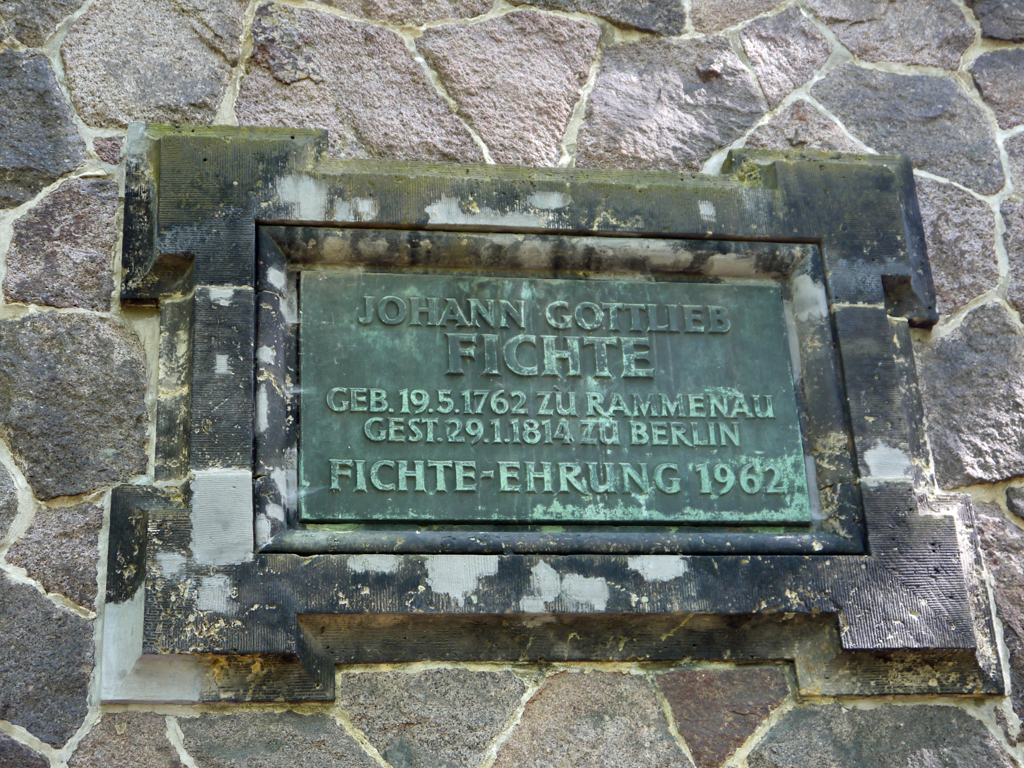 JOHANN GOTTLIEB
FICHTE
GEB. 19.5.1762 ZU RAMMENAU
GEST. 29.1.1814 ZU BERLIN
FICHTE-EHRUNG 1962